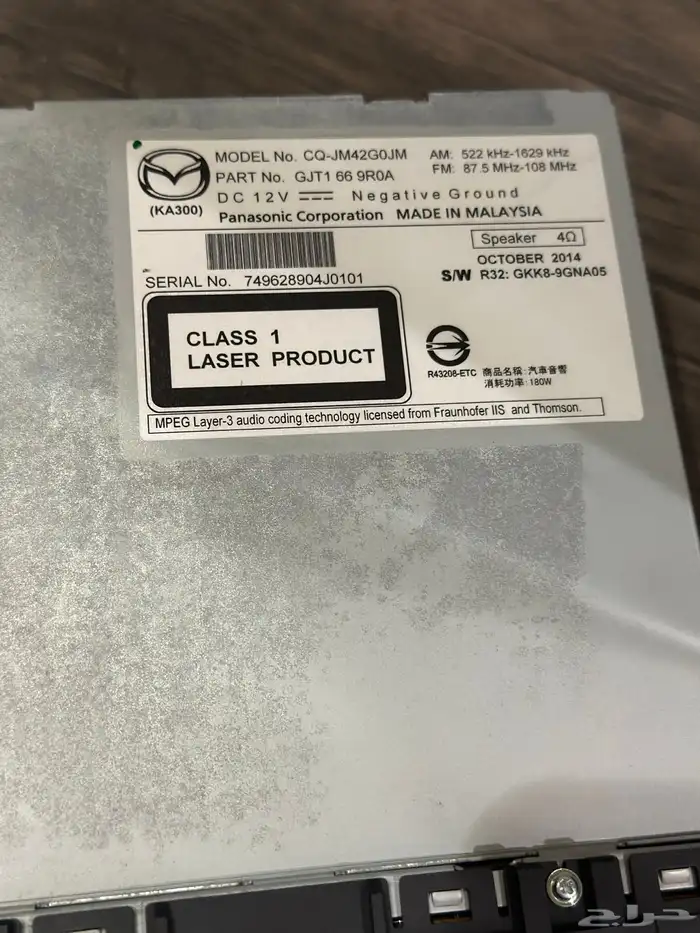 MODEL No. CQ-JM42G0JM AM: 522 kHz-1629 kHz
PART No. GJT1 66 9R0A FM: 87.5 MHz-108 MHz
DC 12V Negative Ground
(KA300)
Panasonic Corporation MADE IN MALAYSIA
Speaker 4Ω
OCTOBER 2014
SERIAL No. 749628904J0101
S/W R32: GKK8-9GNA05
CLASS 1
LASER PRODUCT
R43208-ETC
商品名稱:汽車音響
消耗功率:180W
MPEG Layer-3 audio coding technology licensed from Fraunhofer IIS and Thomson.
حراج